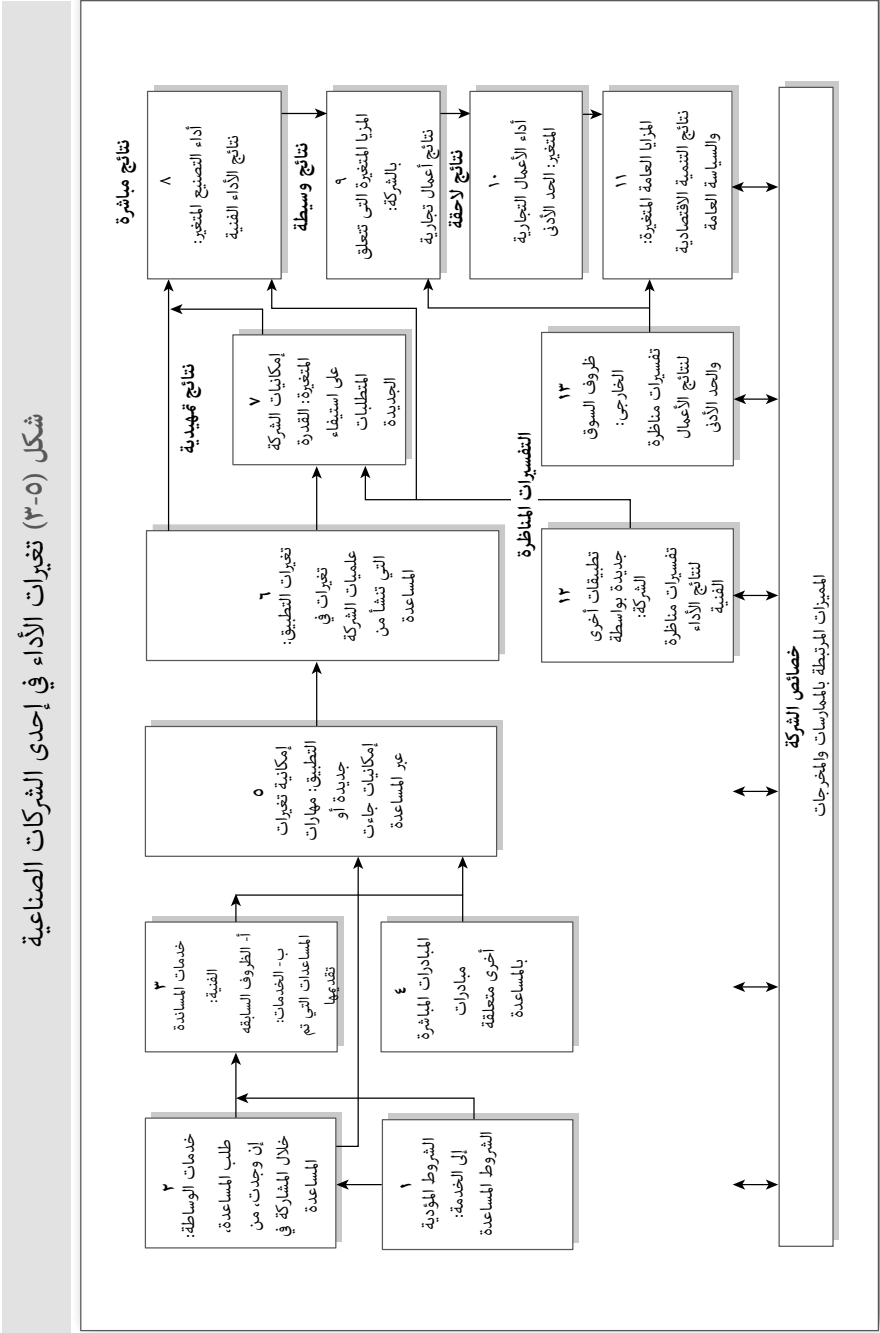 شكل (٥-٣) تغيرات الأداء في إحدى الشركات الصناعية
١
الشروط المؤدية
إلى الخدمة:
الشروط المساعدة
٢
خدمات الوساطة:
طلب المساعدة،
إن وجدت، من
خلال المشاركة في
المساعدة
٣
خدمات المساندة
الفنية:
أ- الظروف السابقه
ب- الخدمات:
المساعدات التي تم
تقديمها
٤
المبادرات المباشرة
مبادرات
أخرى متعلقة
بالمساعدة
٥
إمكانية تغيرات
التطبيق: مهارات
جديدة أو
إمكانيات جاءت
عبر المساعدة
٦
تغيرات التطبيق:
تغيرات في
علميات الشركة
التي تنشأ من
المساعدة
نتائج تمهيدية
٧
إمكانيات الشركة
المتغيرة: القدرة
على استيفاء
المتطلبات
الجديدة
نتائج مباشرة
٨
أداء التصنيع المتغير:
نتائج الأداء الفنية
نتائج وسيطة
٩
المزيا المتغيرة التى تتعلق
بالشركة:
نتائج أعمال تجارية
نتائج لاحقة
١٠
أداء الأعمال التجارية
المتغير: الحد الأدنى
١١
المزايا العامة المتغيرة:
نتائج التنمية الاقتصادية
والسياسة العامة
التفسيرات المناظرة
١٢
تطبيقات أخرى
جديدة بواسطة
الشركة:
تفسيرات مناظرة
لنتائج الأداء
الفنية
١٣
ظروف السوق
الخارجى:
تفسيرات مناظرة
لنتائج الأعمال
والحد الأدنى
خصائص الشركة
المميزات المرتبطة بالممارسات والمخرجات